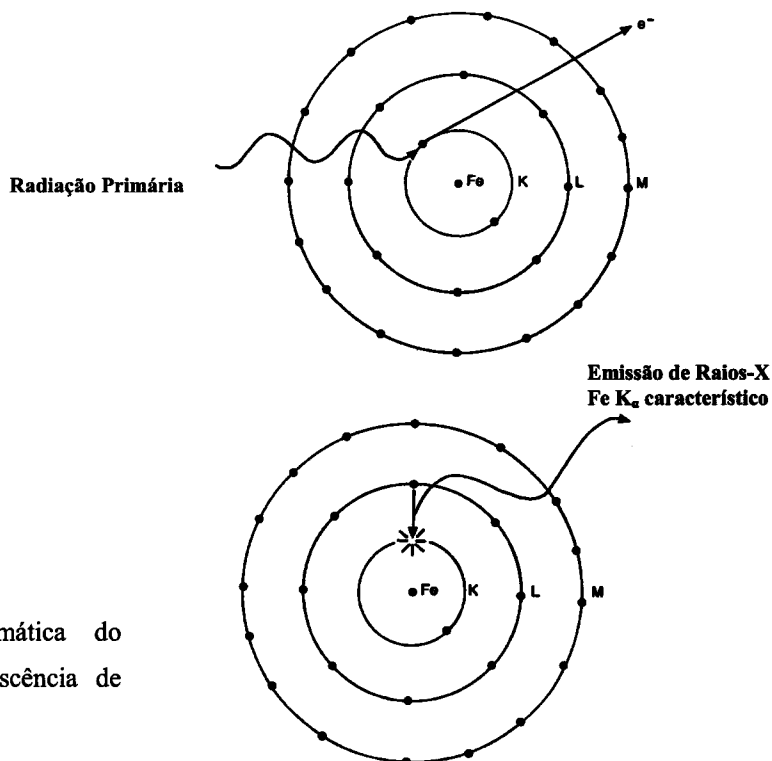 e⁻
Radiação Primária
Fe K L M
Emissão de Raios-X
Fe Kα característico
Fe K L M
mática do
scência de